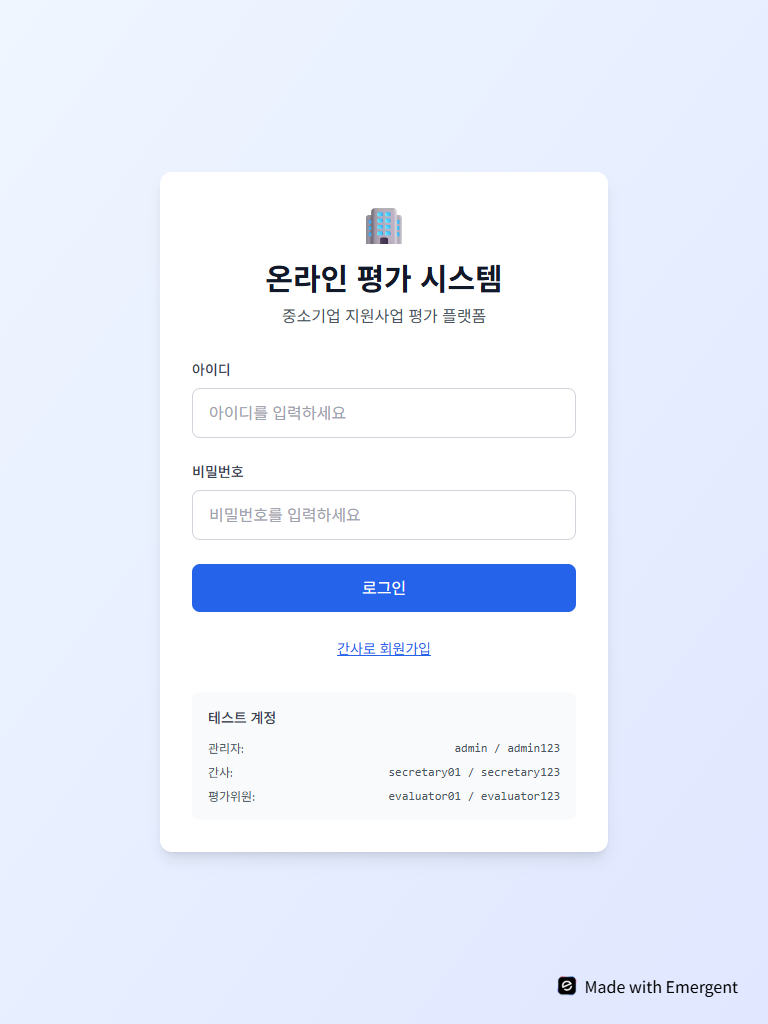 온라인 평가 시스템
중소기업 지원사업 평가 플랫폼
아이디
아이디를 입력하세요
비밀번호
비밀번호를 입력하세요
로그인
간사로 회원가입
테스트 계정
관리자: admin / admin123
간사: secretary01 / secretary123
평가위원: evaluator01 / evaluator123
Made with Emergent